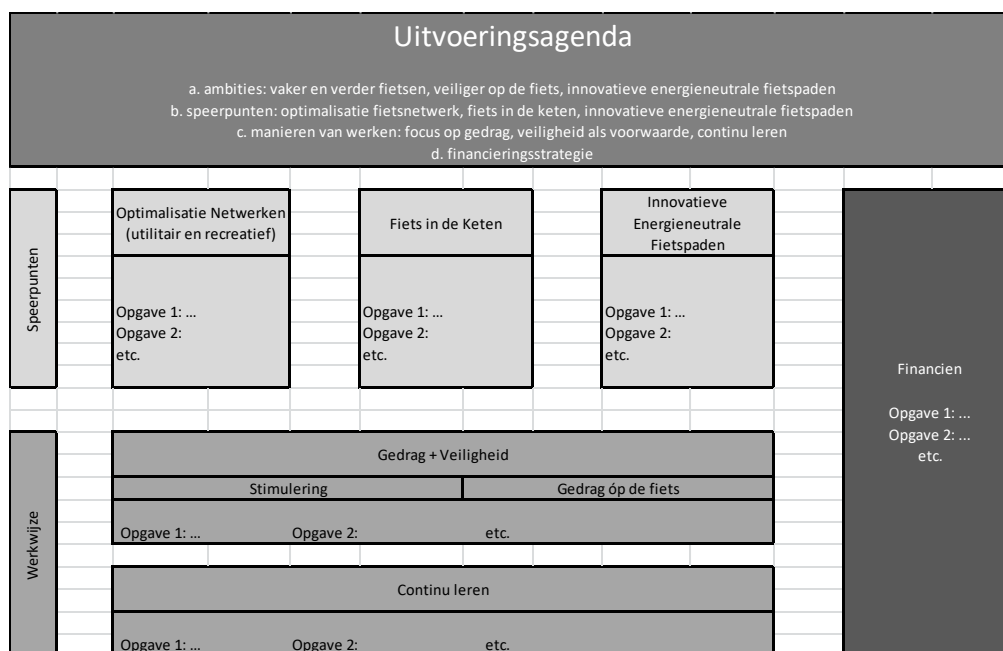 Uitvoeringsagenda
a. ambities: vaker en verder fietsen, veiliger op de fiets, innovatieve energieneutrale fietspaden
b. speerpunten: optimalisatie fietsnetwerk, fiets in de keten, innovatieve energieneutrale fietspaden
c. manieren van werken: focus op gedrag, veiligheid als voorwaarde, continu leren
d. financieringsstrategie
Speerpunten
Optimalisatie Netwerken
(utilitair en recreatief)
Opgave 1: ...
Opgave 2:
etc.
Fiets in de Keten
Opgave 1: ...
Opgave 2:
etc.
Innovatieve
Energieneutrale
Fietspaden
Opgave 1: ...
Opgave 2:
etc.
Financien
Opgave 1: ...
Opgave 2: ...
etc.
Werkwijze
Gedrag + Veiligheid
Stimulering
Gedrag óp de fiets
Opgave 1: ... Opgave 2: etc.
Continu leren
Opgave 1: ... Opgave 2: etc.